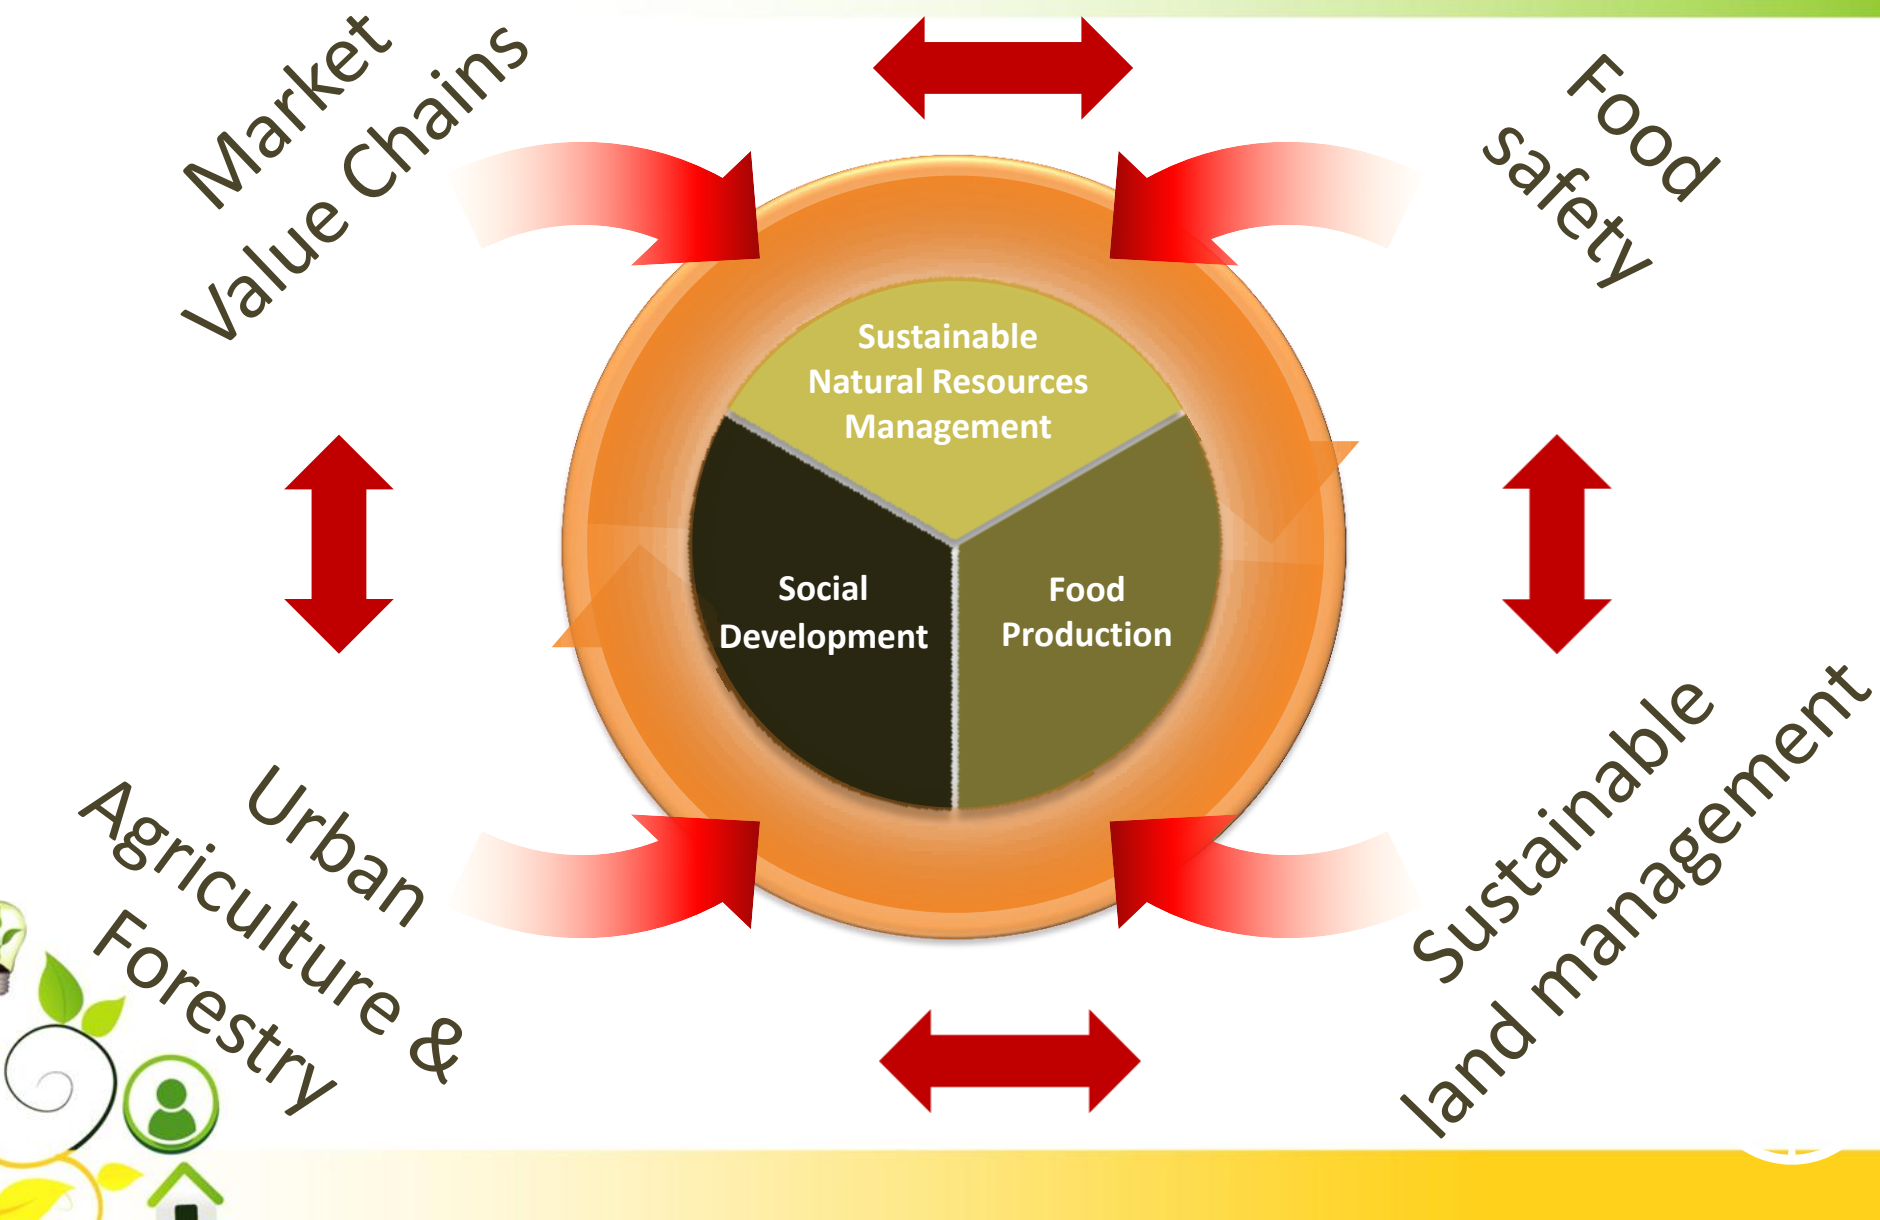 Market
Value Chains
Food
safety
Sustainable
Natural Resources
Management
Social
Development
Food
Production
Urban
Agriculture &
Forestry
Sustainable
land management